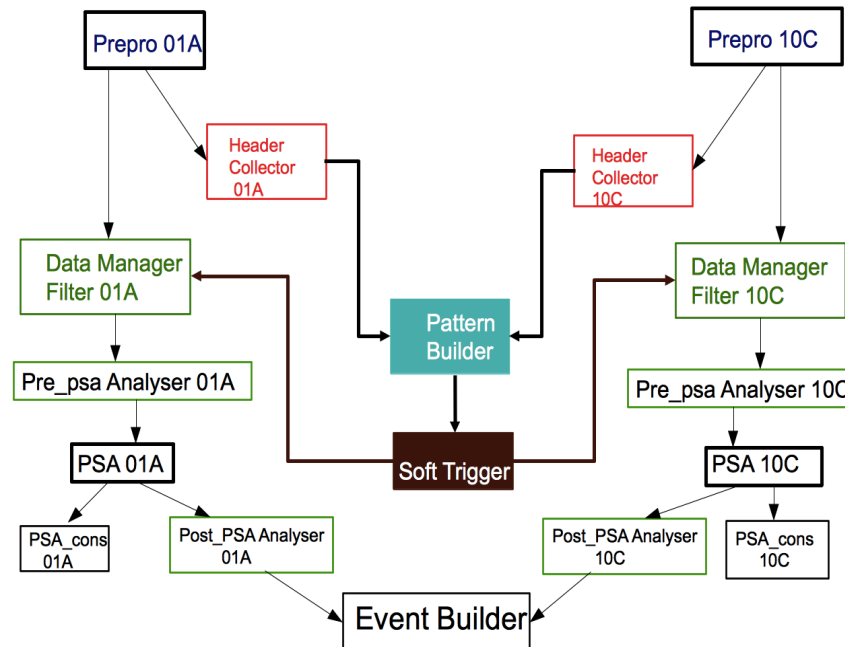 Prepro 01A
Prepro 10C
Header
Collector
01A
Header
Collector
10C
Data Manager
Filter 01A
Data Manager
Filter 10C
Pattern
Builder
Pre_psa Analyser 01A
Pre_psa Analyser 10C
PSA 01A
Soft Trigger
PSA 10C
PSA_cons
01A
Post_PSA Analyser
01A
Post_PSA Analyser
10C
PSA_cons
10C
Event Builder